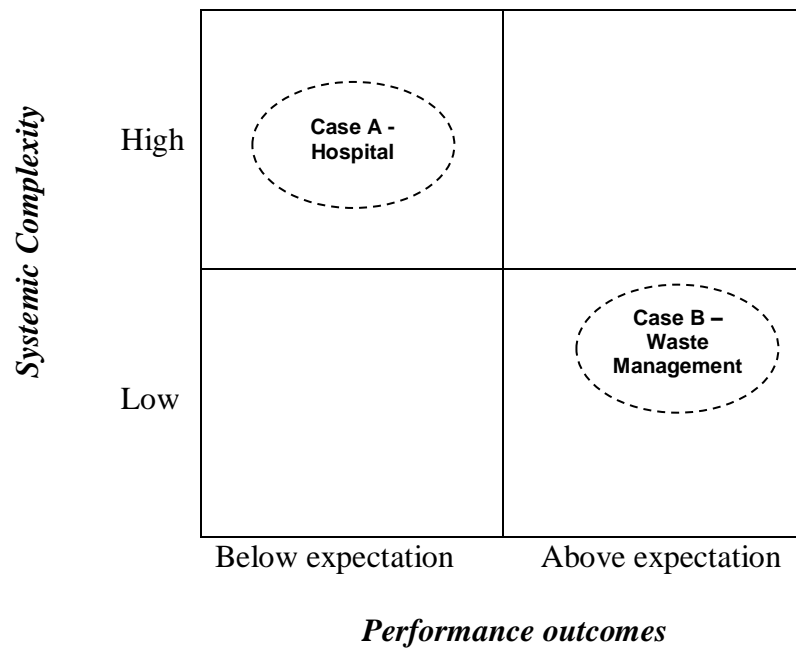 Systemic Complexity
High
Case A -
Hospital
Case B –
Waste
Management
Low
Below expectation
Above expectation
Performance outcomes